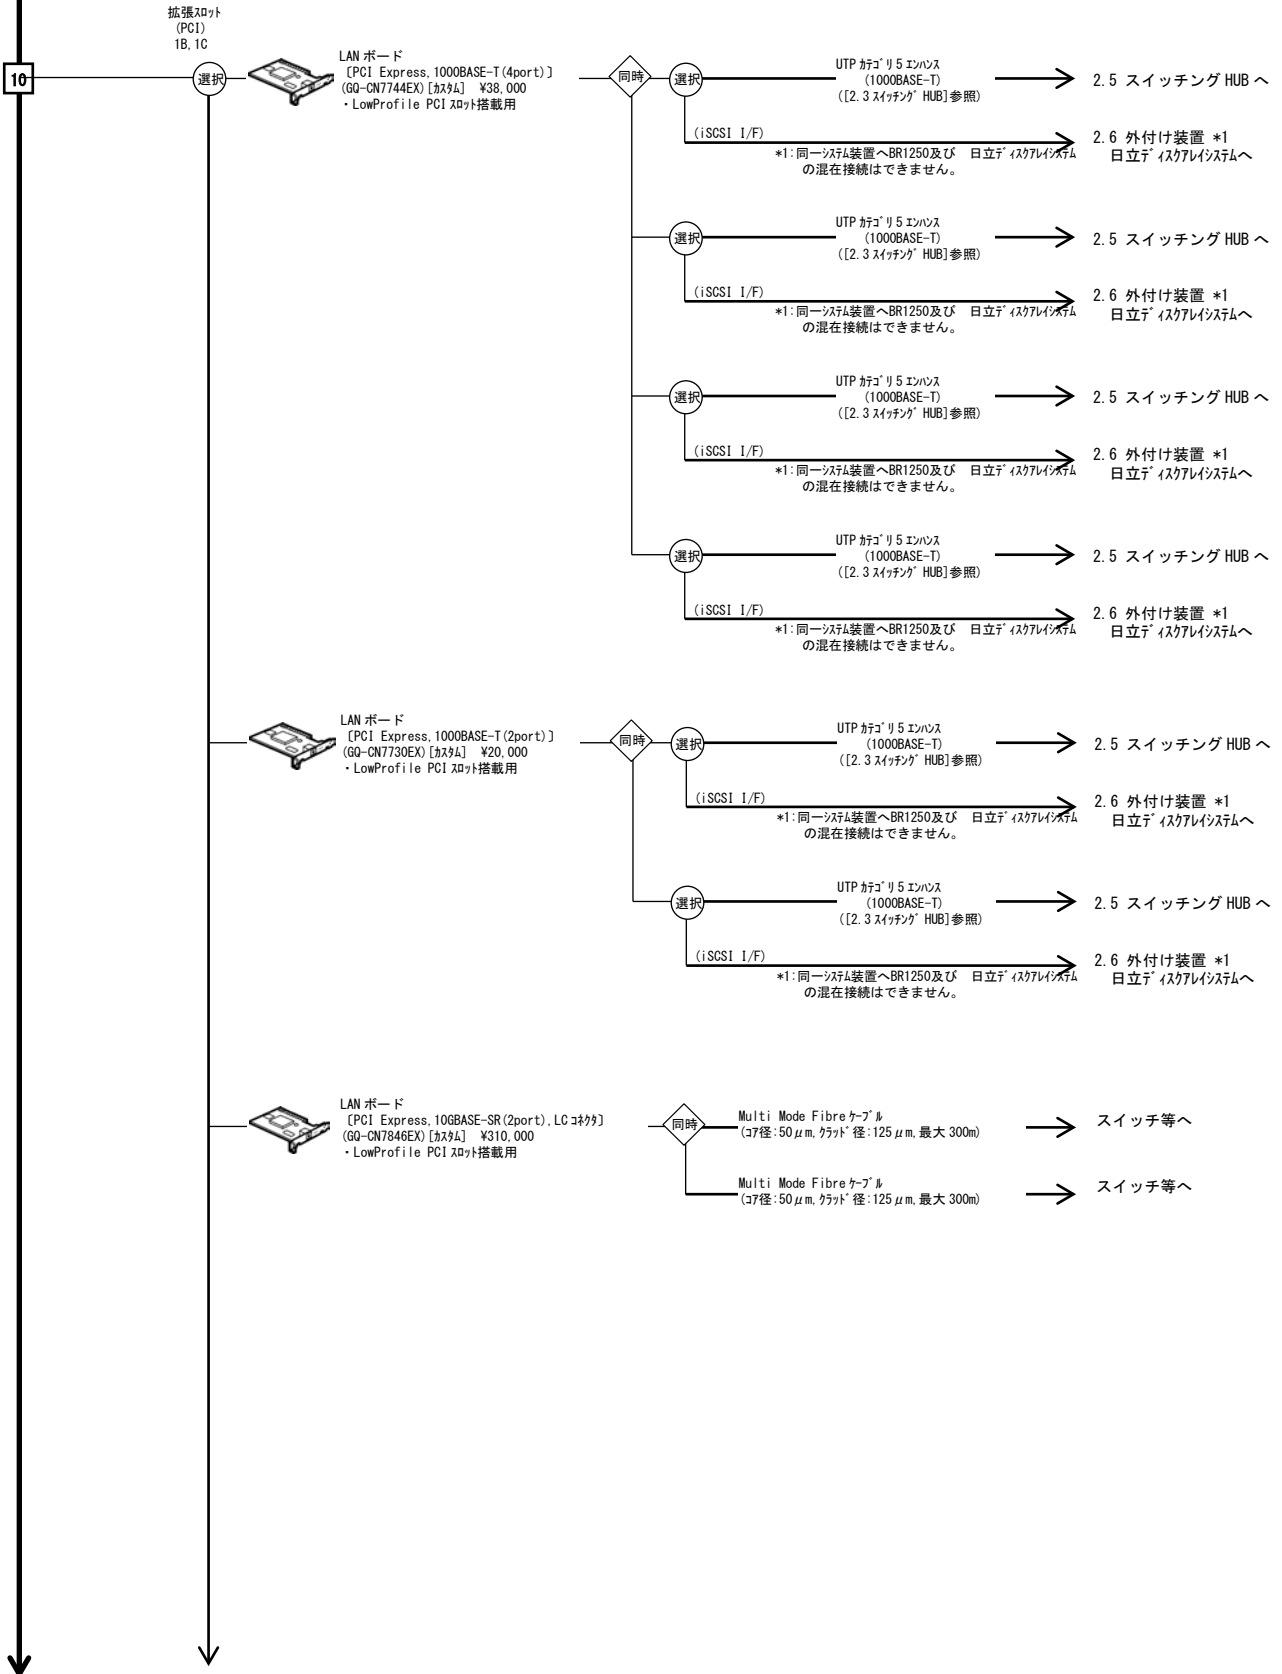 拡張ｽﾛｯﾄ
(PCI)
1B, 1C
10
選択
LAN ボード
〔PCI Express, 1000BASE-T(4port)〕
(GQ-CN7744EX)[ｶｽﾀﾑ] ¥38,000
・LowProfile PCI ｽﾛｯﾄ搭載用
同時
選択
UTP ｶﾃｺﾞﾘ 5 ｴﾝﾊﾝｽ
(1000BASE-T)
([2.3 ｽｲｯﾁﾝｸﾞ HUB]参照)
2.5 スイッチング HUB へ
(iSCSI I/F)
*1:同一ｼｽﾃﾑ装置へBR1250及び 日立ﾃﾞｨｽｸｱﾚｲｼｽﾃﾑ
の混在接続はできません。
2.6 外付け装置 *1
日立ﾃﾞｨｽｸｱﾚｲｼｽﾃﾑへ
選択
UTP ｶﾃｺﾞﾘ 5 ｴﾝﾊﾝｽ
(1000BASE-T)
([2.3 ｽｲｯﾁﾝｸﾞ HUB]参照)
2.5 スイッチング HUB へ
(iSCSI I/F)
*1:同一ｼｽﾃﾑ装置へBR1250及び 日立ﾃﾞｨｽｸｱﾚｲｼｽﾃﾑ
の混在接続はできません。
2.6 外付け装置 *1
日立ﾃﾞｨｽｸｱﾚｲｼｽﾃﾑへ
選択
UTP ｶﾃｺﾞﾘ 5 ｴﾝﾊﾝｽ
(1000BASE-T)
([2.3 ｽｲｯﾁﾝｸﾞ HUB]参照)
2.5 スイッチング HUB へ
(iSCSI I/F)
*1:同一ｼｽﾃﾑ装置へBR1250及び 日立ﾃﾞｨｽｸｱﾚｲｼｽﾃﾑ
の混在接続はできません。
2.6 外付け装置 *1
日立ﾃﾞｨｽｸｱﾚｲｼｽﾃﾑへ
選択
UTP ｶﾃｺﾞﾘ 5 ｴﾝﾊﾝｽ
(1000BASE-T)
([2.3 ｽｲｯﾁﾝｸﾞ HUB]参照)
2.5 スイッチング HUB へ
(iSCSI I/F)
*1:同一ｼｽﾃﾑ装置へBR1250及び 日立ﾃﾞｨｽｸｱﾚｲｼｽﾃﾑ
の混在接続はできません。
2.6 外付け装置 *1
日立ﾃﾞｨｽｸｱﾚｲｼｽﾃﾑへ
LAN ボード
〔PCI Express, 1000BASE-T(2port)〕
(GQ-CN7730EX)[ｶｽﾀﾑ] ¥20,000
・LowProfile PCI ｽﾛｯﾄ搭載用
同時
選択
UTP ｶﾃｺﾞﾘ 5 ｴﾝﾊﾝｽ
(1000BASE-T)
([2.3 ｽｲｯﾁﾝｸﾞ HUB]参照)
2.5 スイッチング HUB へ
(iSCSI I/F)
*1:同一ｼｽﾃﾑ装置へBR1250及び 日立ﾃﾞｨｽｸｱﾚｲｼｽﾃﾑ
の混在接続はできません。
2.6 外付け装置 *1
日立ﾃﾞｨｽｸｱﾚｲｼｽﾃﾑへ
選択
UTP ｶﾃｺﾞﾘ 5 ｴﾝﾊﾝｽ
(1000BASE-T)
([2.3 ｽｲｯﾁﾝｸﾞ HUB]参照)
2.5 スイッチング HUB へ
(iSCSI I/F)
*1:同一ｼｽﾃﾑ装置へBR1250及び 日立ﾃﾞｨｽｸｱﾚｲｼｽﾃﾑ
の混在接続はできません。
2.6 外付け装置 *1
日立ﾃﾞｨｽｸｱﾚｲｼｽﾃﾑへ
LAN ボード
〔PCI Express, 10GBASE-SR(2port), LC ｺﾈｸﾀ〕
(GQ-CN7846EX)[ｶｽﾀﾑ] ¥310,000
・LowProfile PCI ｽﾛｯﾄ搭載用
同時
Multi Mode Fibre ｹｰﾌﾞﾙ
(ｺｱ径:50μm, ｸﾗｯﾄﾞ径:125μm, 最大 300m)
スイッチ等へ
Multi Mode Fibre ｹｰﾌﾞﾙ
(ｺｱ径:50μm, ｸﾗｯﾄﾞ径:125μm, 最大 300m)
スイッチ等へ